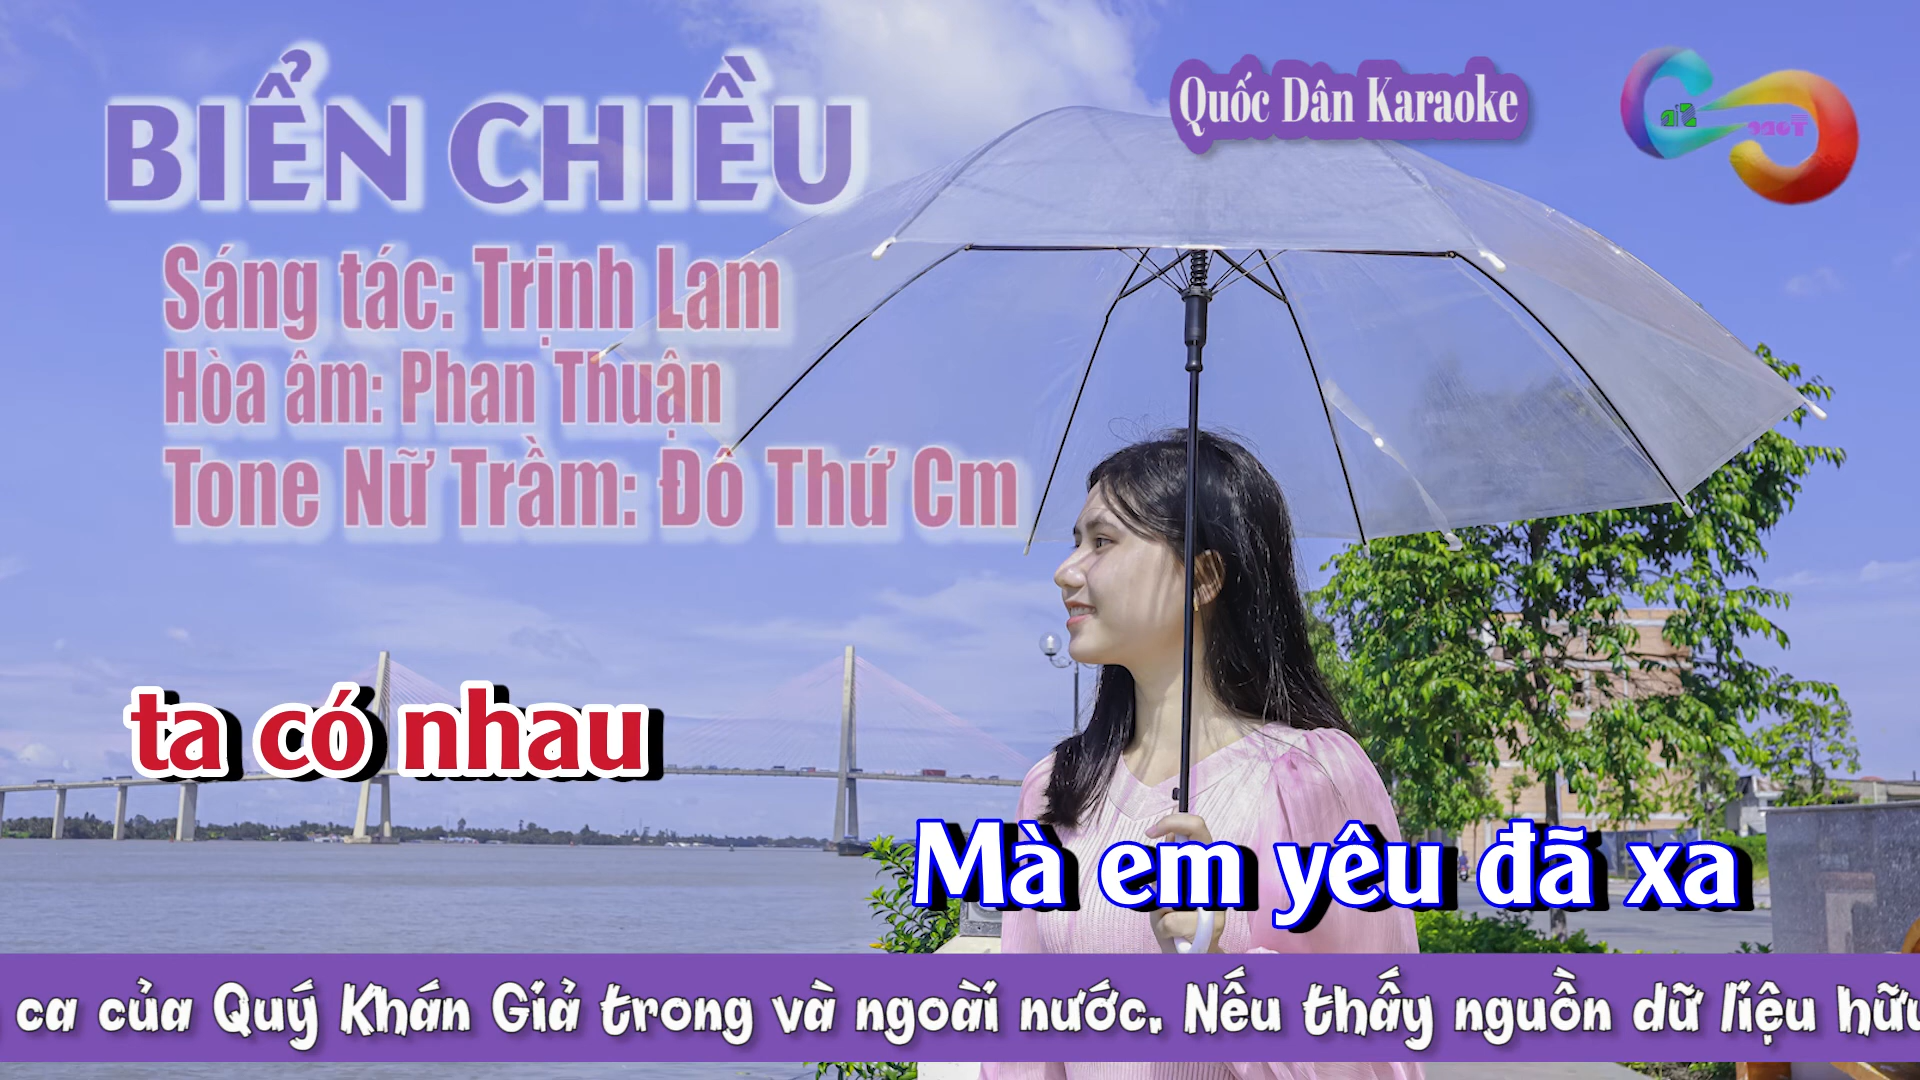 BIỂN CHIỀU
Quốc Dân Karaoke
Sáng tác: Trịnh Lam
Hòa âm: Phan Thuận
Tone Nữ Trầm: Đô Thứ Cm
ta có nhau
Mà em yêu đã xa
ca của Quý Khán Giả trong và ngoài nước. Nếu thấy nguồn dữ liệu hữu